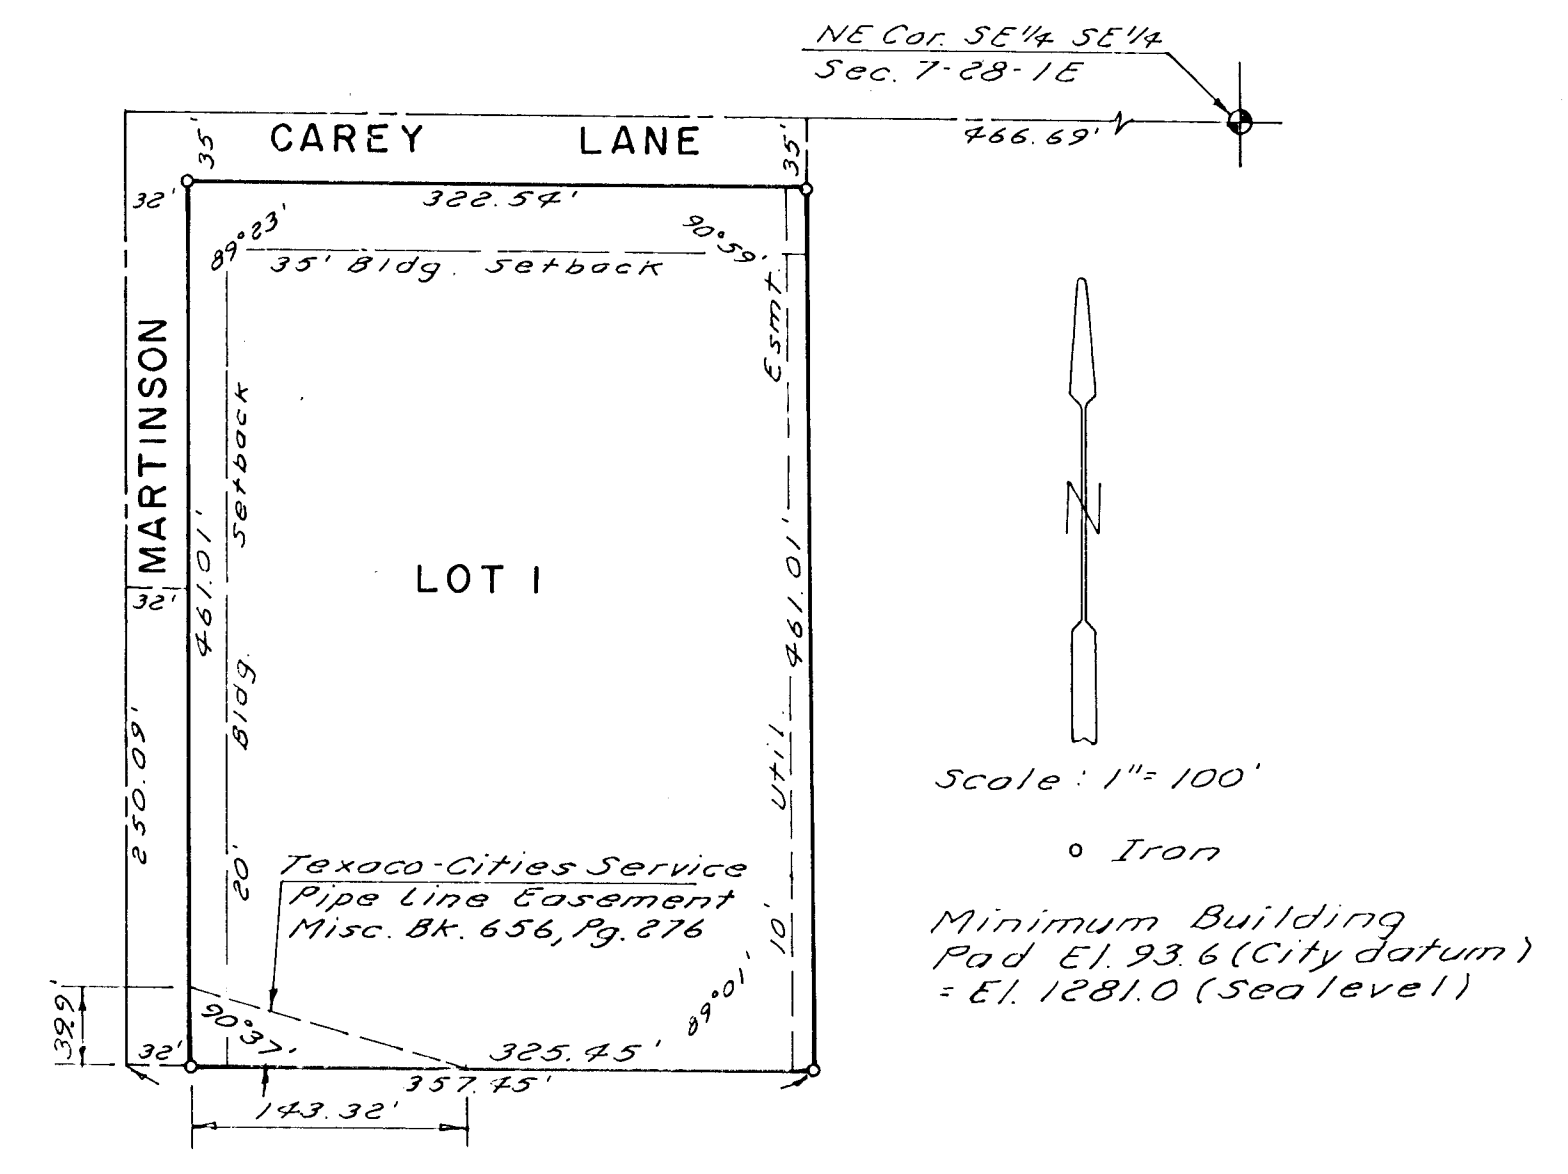 NE Cor. SE 1/4 SE 1/4
Sec. 7-28-1E
466.69'
CAREY LANE
35'
35'
32'
322.54'
89°23'
90°59'
35' Bldg. Setback
MARTINSON
32'
461.01'
20' Bldg. Setback
LOT 1
10' Util. Esmt.
461.01'
250.09'
N
Scale: 1"= 100'
o Iron
Minimum Building
Pad El. 93.6 (City datum)
= El. 1281.0 (Sea level)
Texaco-Cities Service
Pipe Line Easement
Misc. Bk. 656, Pg. 276
90°37'
89°01'
32'
325.45'
357.45'
143.32'